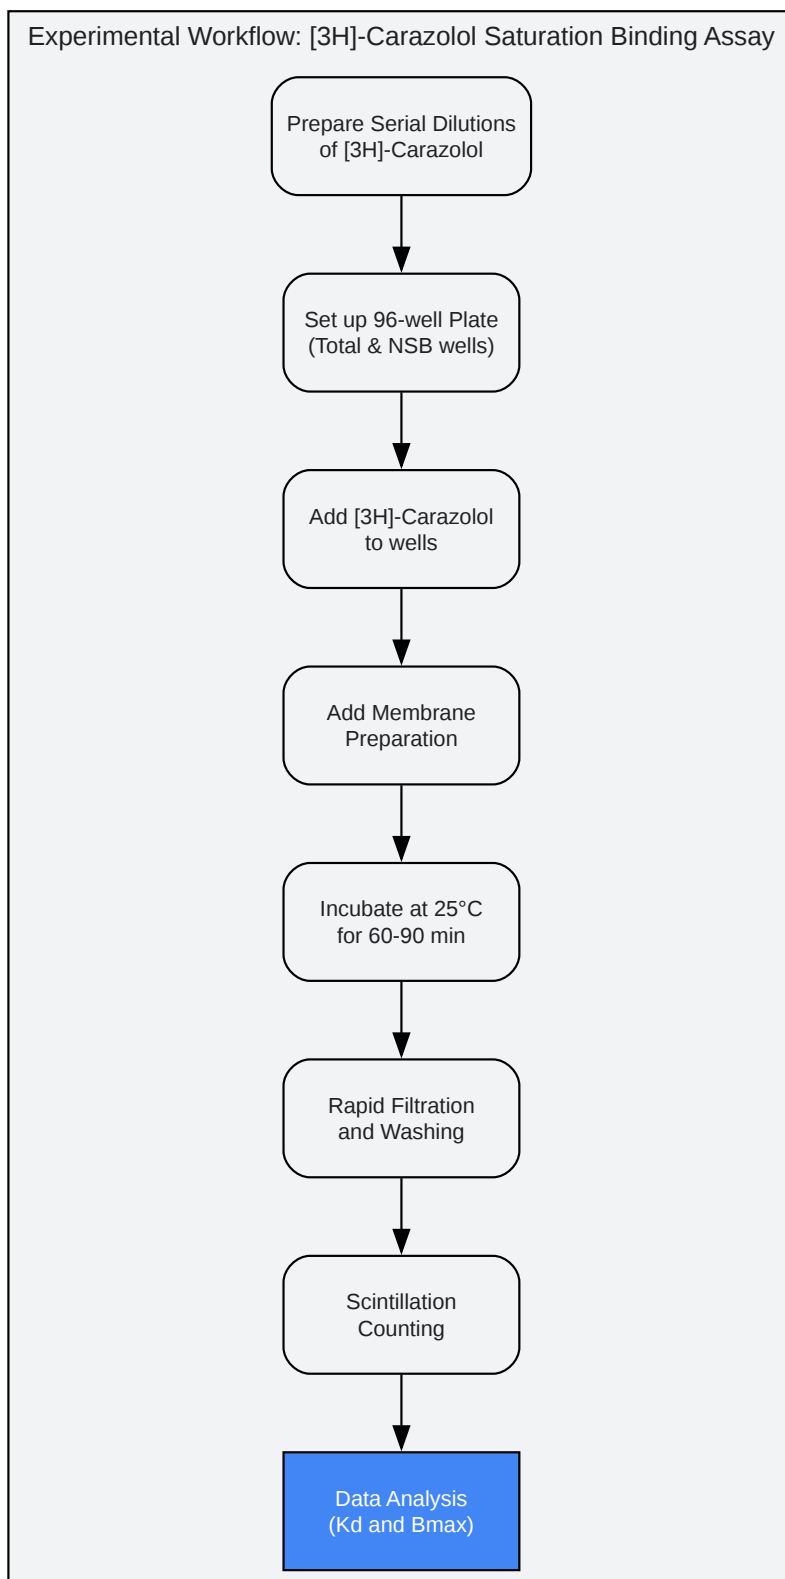 Experimental Workflow: [3H]-Carazolol Saturation Binding Assay
Prepare Serial Dilutions
of [3H]-Carazolol
Set up 96-well Plate
(Total & NSB wells)
Add [3H]-Carazolol
to wells
Add Membrane
Preparation
Incubate at 25°C
for 60-90 min
Rapid Filtration
and Washing
Scintillation
Counting
Data Analysis
(Kd and Bmax)